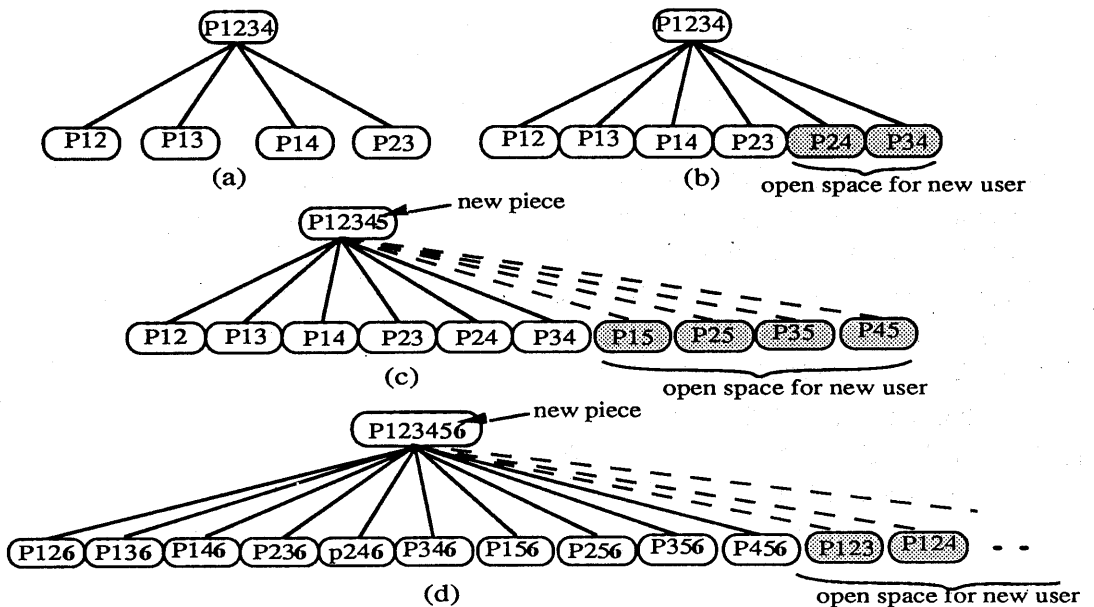 P1234
P12 P13 P14 P23
(a)
P1234
P12 P13 P14 P23 P24 P34
(b)
open space for new user
new piece
P12345
P12 P13 P14 P23 P24 P34 P15 P25 P35 P45
(c)
open space for new user
new piece
P123456
P126 P136 P146 P236 p246 P346 P156 P256 P356 P456 P123 P124 - -
(d)
open space for new user